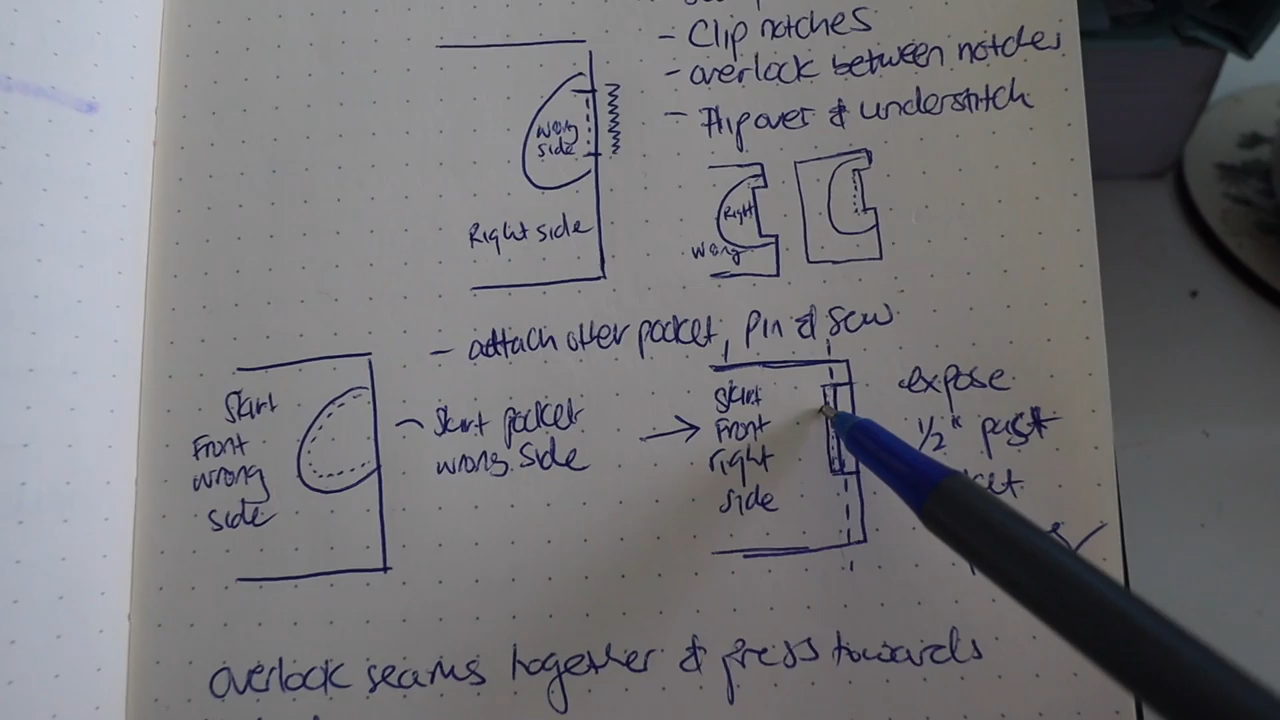 - Clip notches
- overlock between notches
- Flip over & understitch
wrong
side
Right
wrong
Right side
- attach other pocket, pin & sew
Skirt
Front
wrong
side
Skirt pocket
wrong side
Skirt
Front
right
side
expose
1/2" past
overlock seams together & press towards